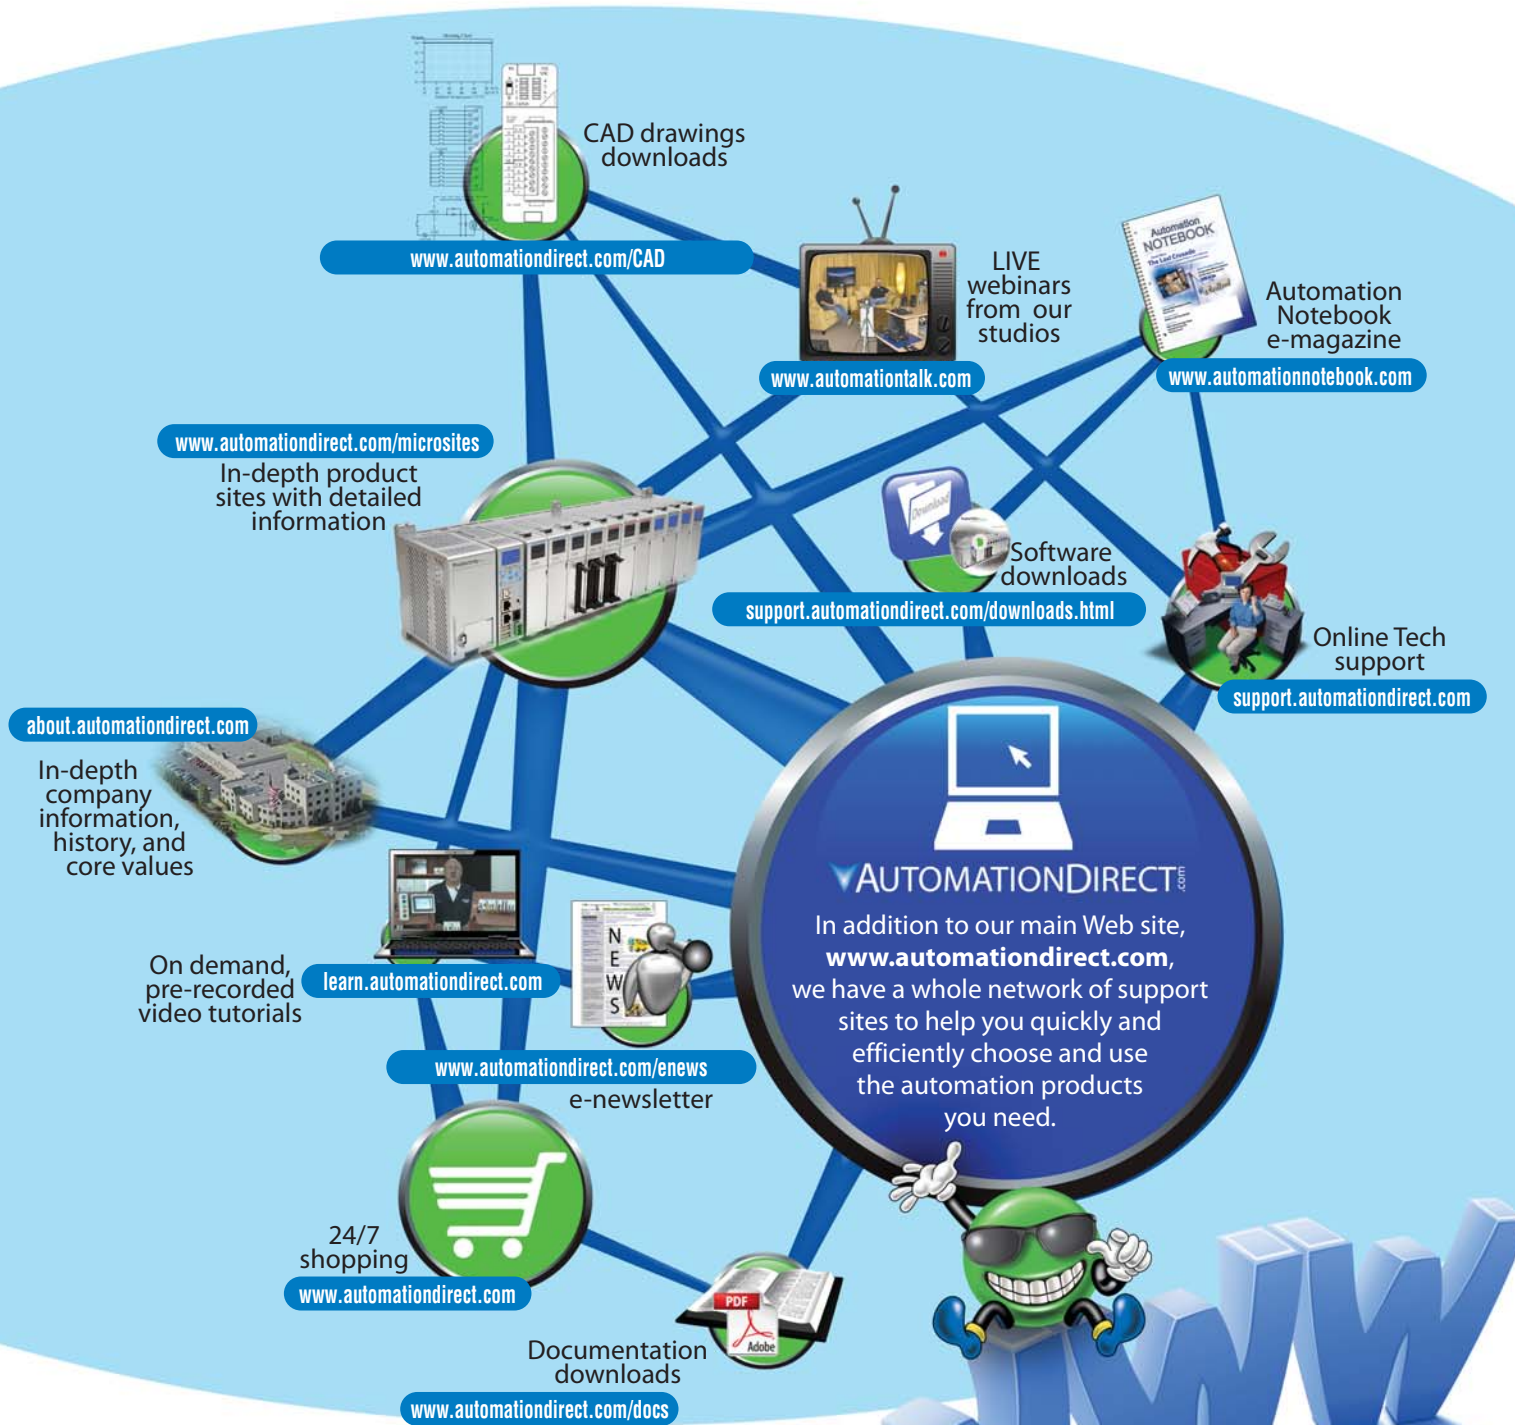 CAD drawings
downloads
www.automationdirect.com/CAD
LIVE
webinars
from our
studios
www.automationtalk.com
Automation
NOTEBOOK
Automation
Notebook
e-magazine
www.automationnotebook.com
www.automationdirect.com/microsites
In-depth product
sites with detailed
information
Download
Software
downloads
support.automationdirect.com/downloads.html
Online Tech
support
support.automationdirect.com
about.automationdirect.com
In-depth
company
information,
history, and
core values
AUTOMATIONDIRECT.com
In addition to our main Web site,
www.automationdirect.com,
we have a whole network of support
sites to help you quickly and
efficiently choose and use
the automation products
you need.
On demand,
pre-recorded
video tutorials
learn.automationdirect.com
NEWS
www.automationdirect.com/enews
e-newsletter
24/7
shopping
www.automationdirect.com
PDF
Adobe
Documentation
downloads
www.automationdirect.com/docs
WW